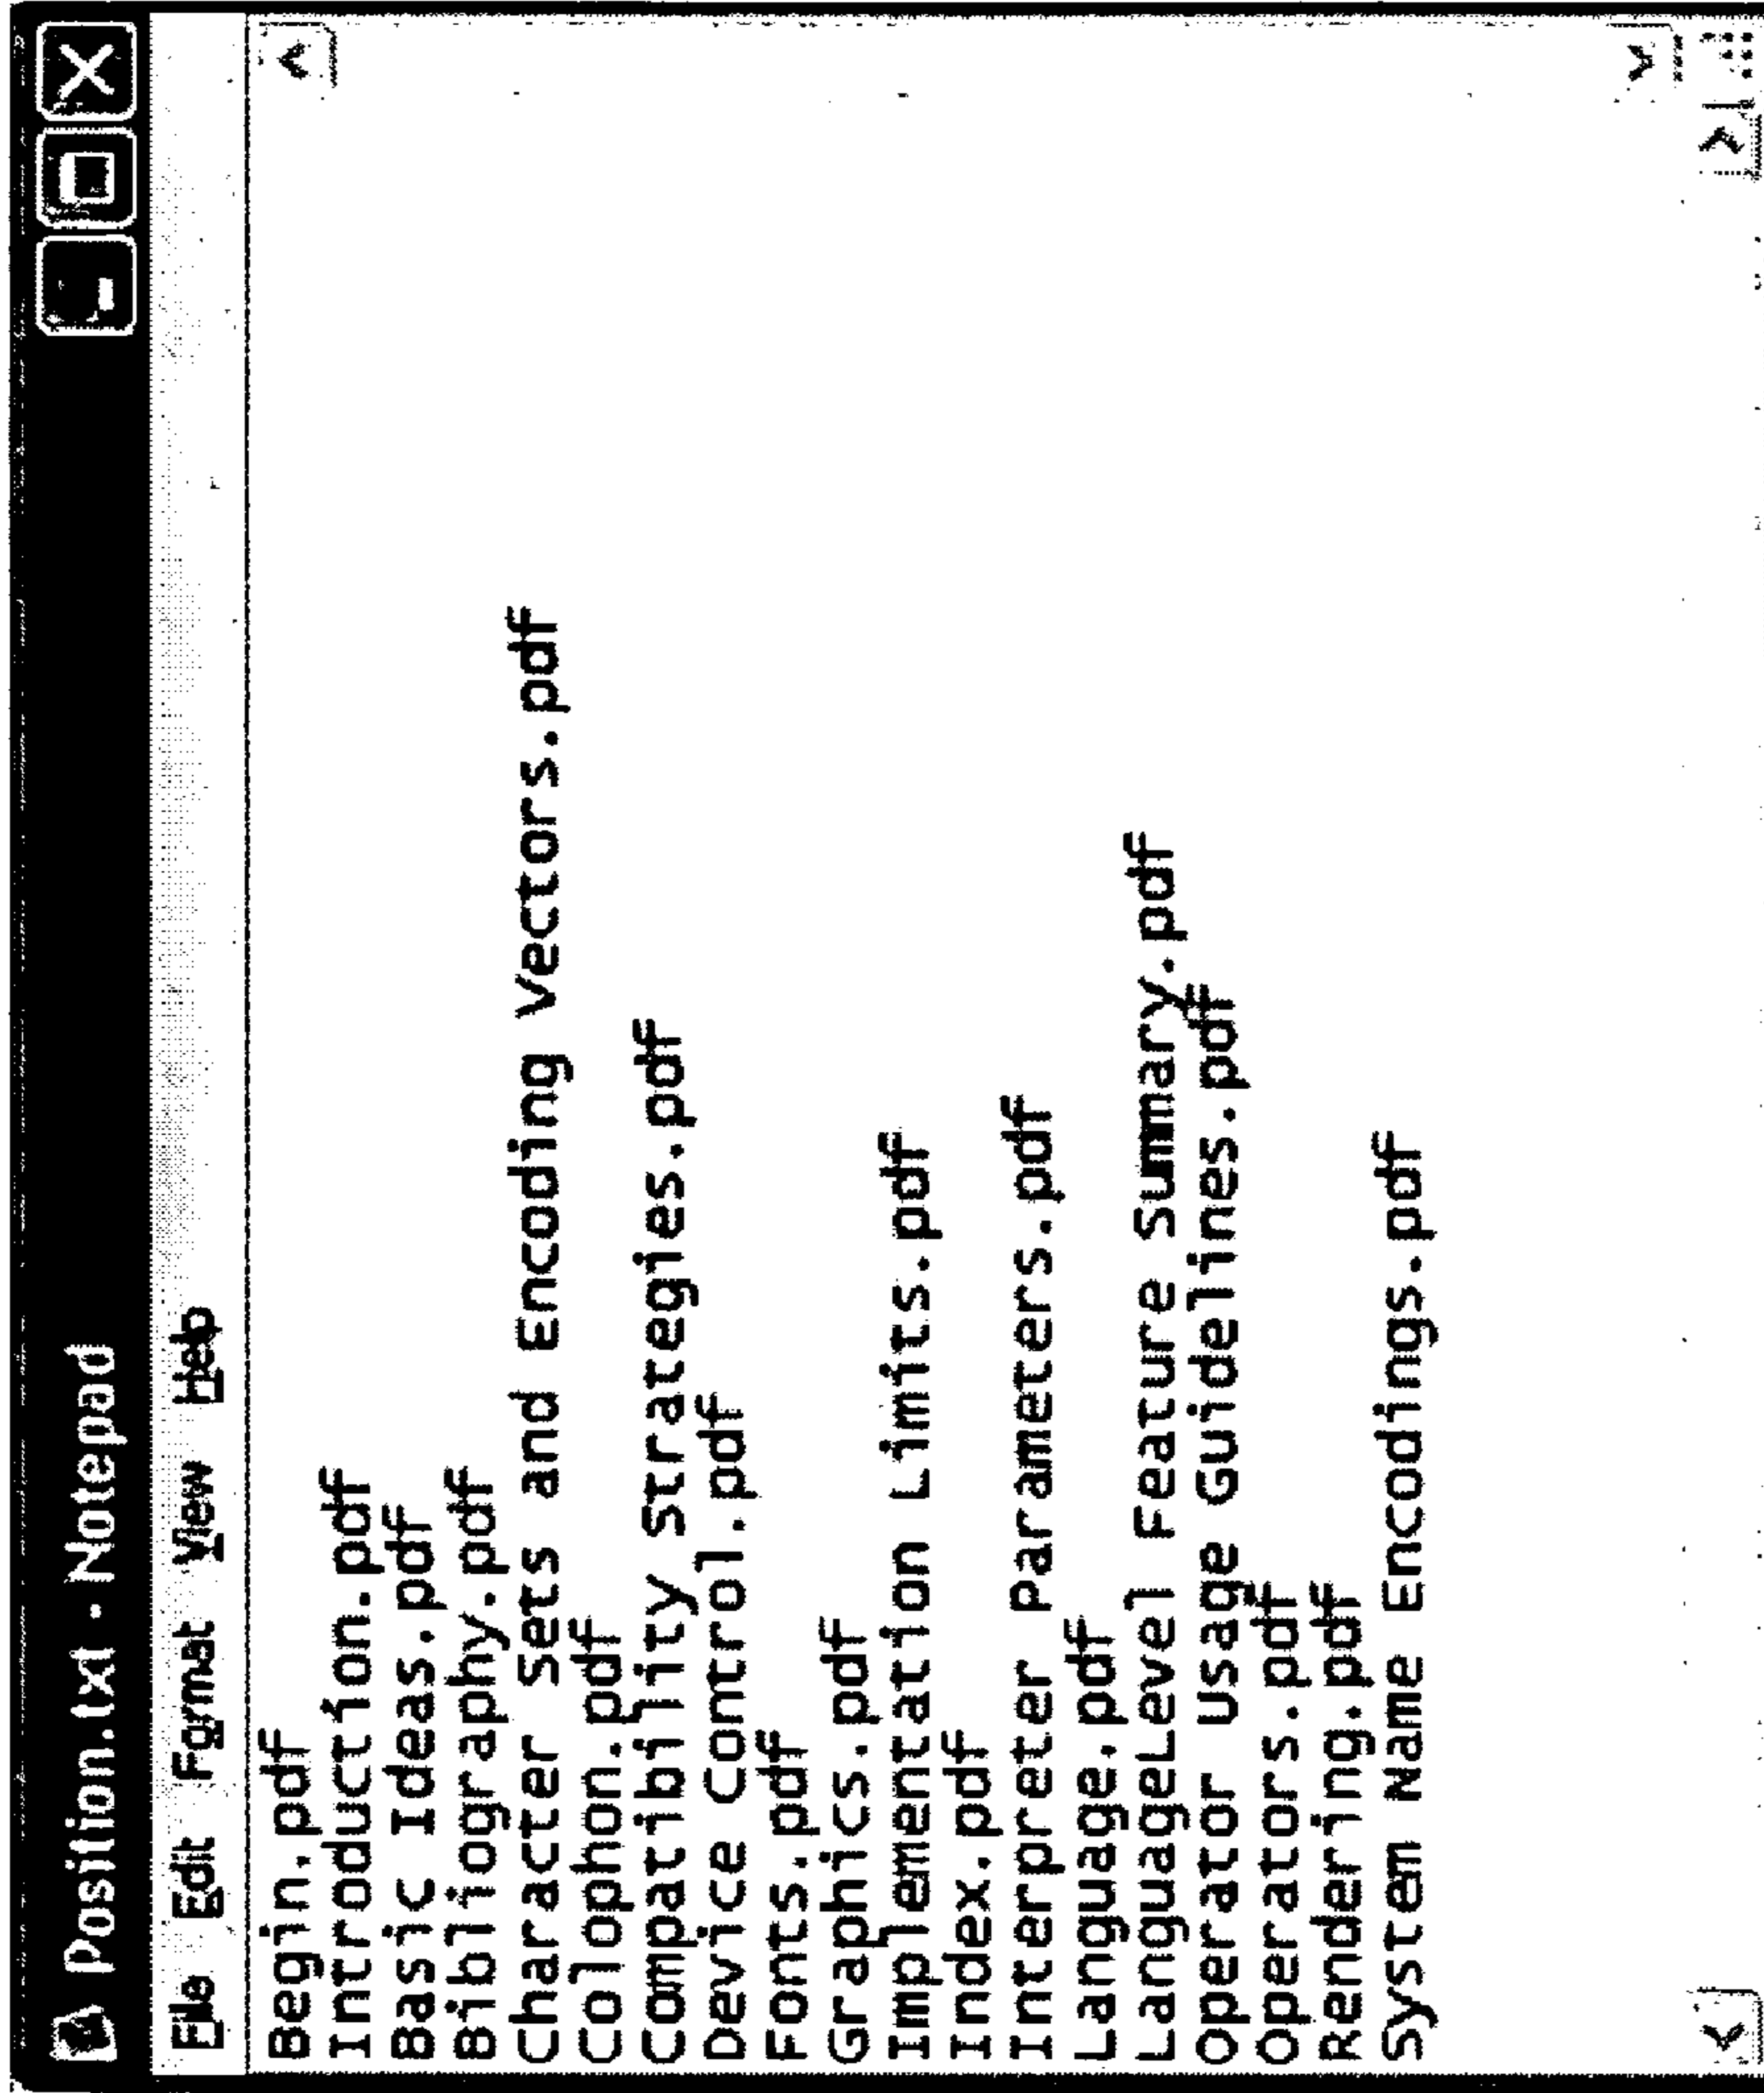 Position.txt - Notepad
File Edit Format View Help
Begin.pdf
Introduction.pdf
Basic Ideas.pdf
Bibliography.pdf
Character Sets and Encoding Vectors.pdf
Colophon.pdf
Compatibility Strategies.pdf
Device Control.pdf
Fonts.pdf
Graphics.pdf
Implementation Limits.pdf
Index.pdf
Interpreter Parameters.pdf
Language.pdf
LanguageLevel Feature Summary.pdf
Operator Usage Guidelines.pdf
Operators.pdf
Rendering.pdf
System Name Encodings.pdf